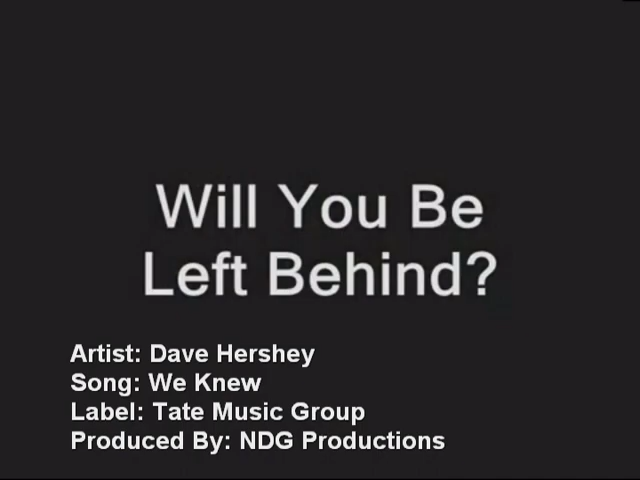 Will You Be
Left Behind?
Artist: Dave Hershey
Song: We Knew
Label: Tate Music Group
Produced By: NDG Productions